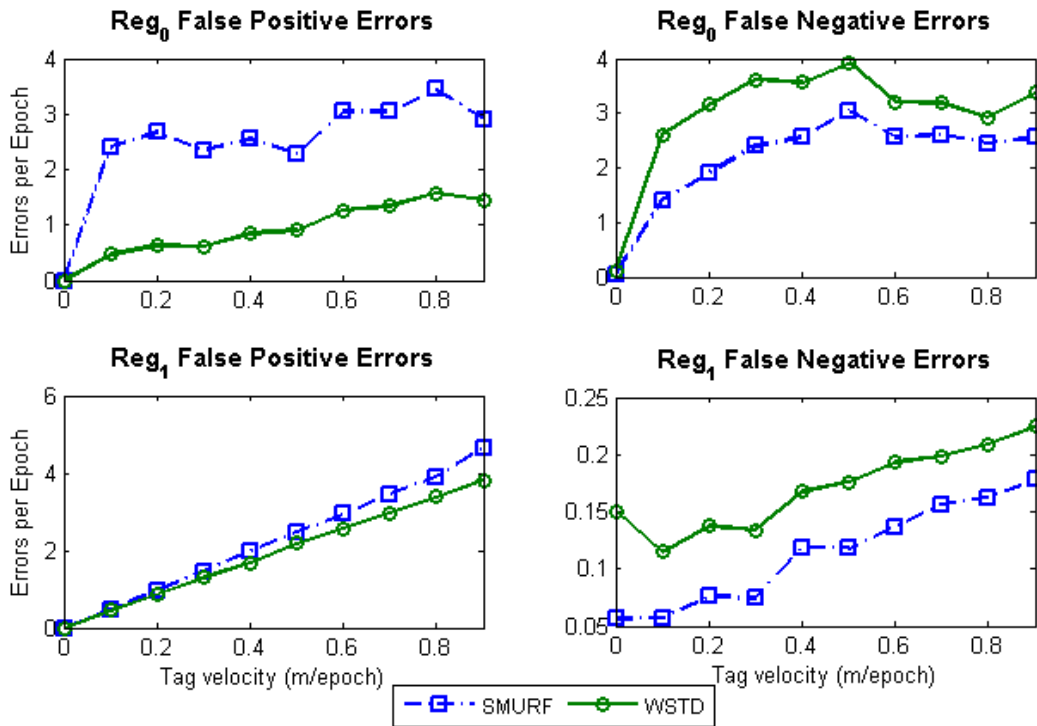 Reg0 False Positive Errors
Errors per Epoch
4
3
2
1
0
0 0.2 0.4 0.6 0.8
Reg0 False Negative Errors
4
3
2
1
0
0 0.2 0.4 0.6 0.8
Reg1 False Positive Errors
Errors per Epoch
6
4
2
0
0 0.2 0.4 0.6 0.8
Tag velocity (m/epoch)
Reg1 False Negative Errors
0.25
0.2
0.15
0.1
0.05
0 0.2 0.4 0.6 0.8
Tag velocity (m/epoch)
SMURF WSTD